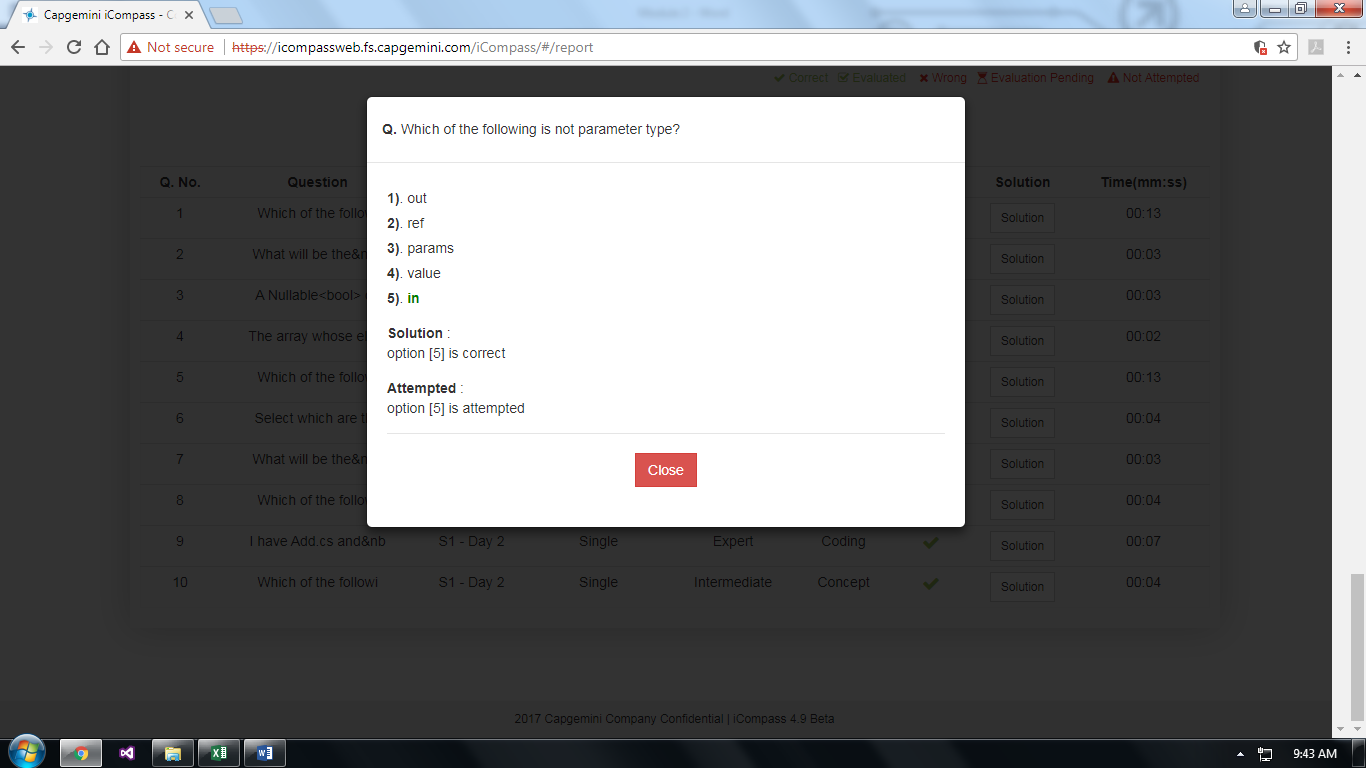 Capgemini iCompass - C
Not secure
https://icompassweb.fs.capgemini.com/iCompass/#/report
Correct Evaluated Wrong Evaluation Pending Not Attempted
Q. Which of the following is not parameter type?
1). out
2). ref
3). params
4). value
5). in
Solution :
option [5] is correct
Attempted :
option [5] is attempted
Close
Q. No. Question Solution Time(mm:ss)
1 Which of the follo Solution 00:13
2 What will be the&n Solution 00:03
3 A Nullable<bool> Solution 00:03
4 The array whose el Solution 00:02
5 Which of the follo Solution 00:13
6 Select which are t Solution 00:04
7 What will be the&n Solution 00:03
8 Which of the follo Solution 00:04
9 I have Add.cs and&nb S1 - Day 2 Single Expert Coding Solution 00:07
10 Which of the followi S1 - Day 2 Single Intermediate Concept Solution 00:04
2017 Capgemini Company Confidential | iCompass 4.9 Beta
9:43 AM